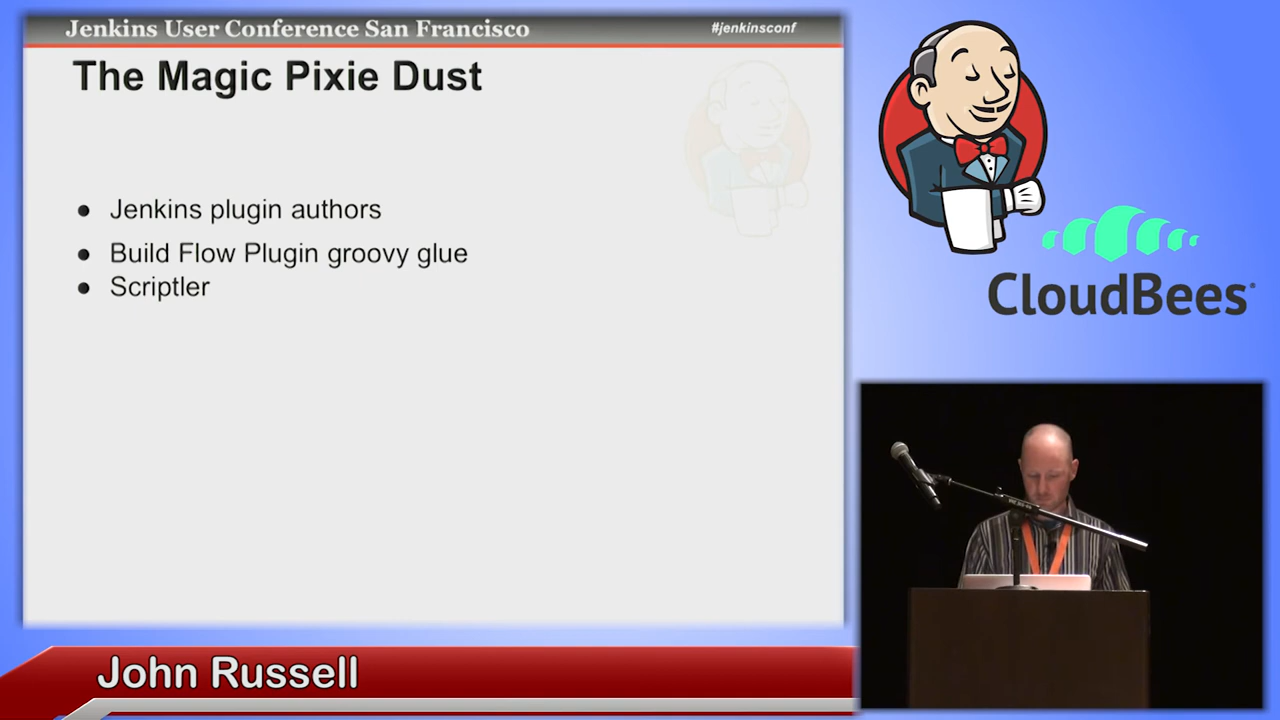 Jenkins User Conference San Francisco
#jenkinsconf
The Magic Pixie Dust
● Jenkins plugin authors
● Build Flow Plugin groovy glue
● Scriptler
CloudBees®
John Russell